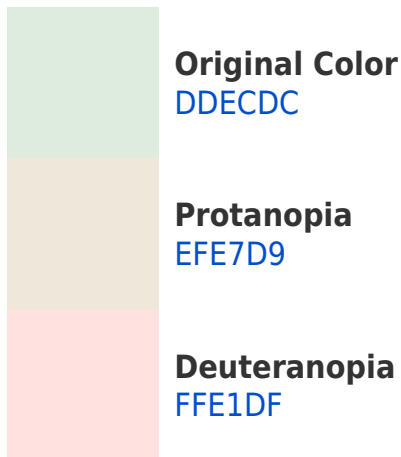 Original Color
DDECDC
Protanopia
EFE7D9
Deuteranopia
FFE1DF